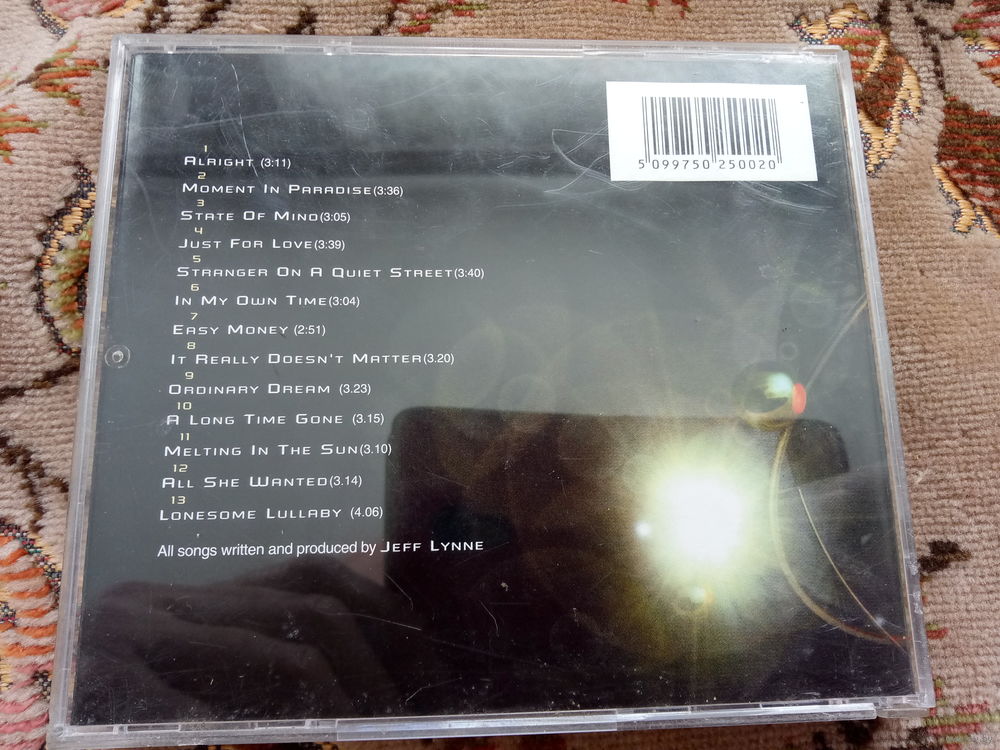 1
Alright (3:11)
2
Moment In Paradise(3:36)
3
State Of Mind(3:05)
4
Just For Love(3:39)
5
Stranger On A Quiet Street(3:40)
6
In My Own Time(3:04)
7
Easy Money (2:51)
8
It Really Doesn't Matter(3.20)
9
Ordinary Dream (3.23)
10
A Long Time Gone (3.15)
11
Melting In The Sun(3.10)
12
All She Wanted(3.14)
13
Lonesome Lullaby (4.06)
All songs written and produced by Jeff Lynne
5 099750 250020